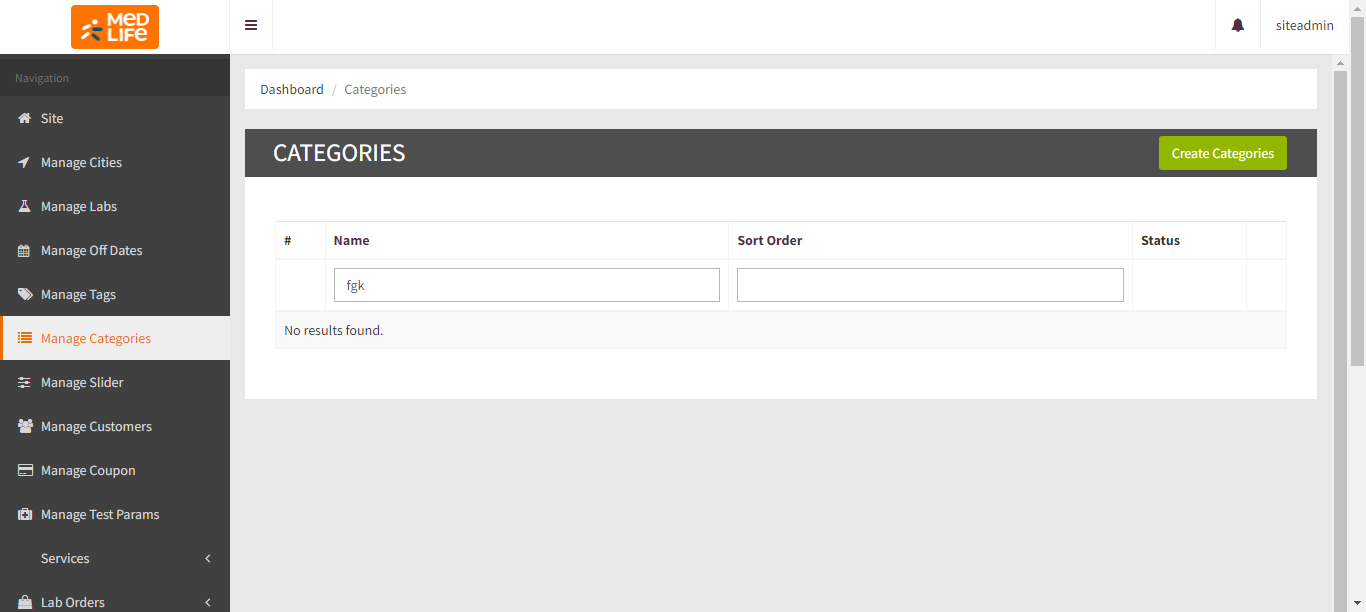 MeD
LiFe
siteadmin
Navigation
Site
Manage Cities
Manage Labs
Manage Off Dates
Manage Tags
Manage Categories
Manage Slider
Manage Customers
Manage Coupon
Manage Test Params
Services
Lab Orders
Dashboard / Categories
CATEGORIES
Create Categories
# Name Sort Order Status
fgk
No results found.